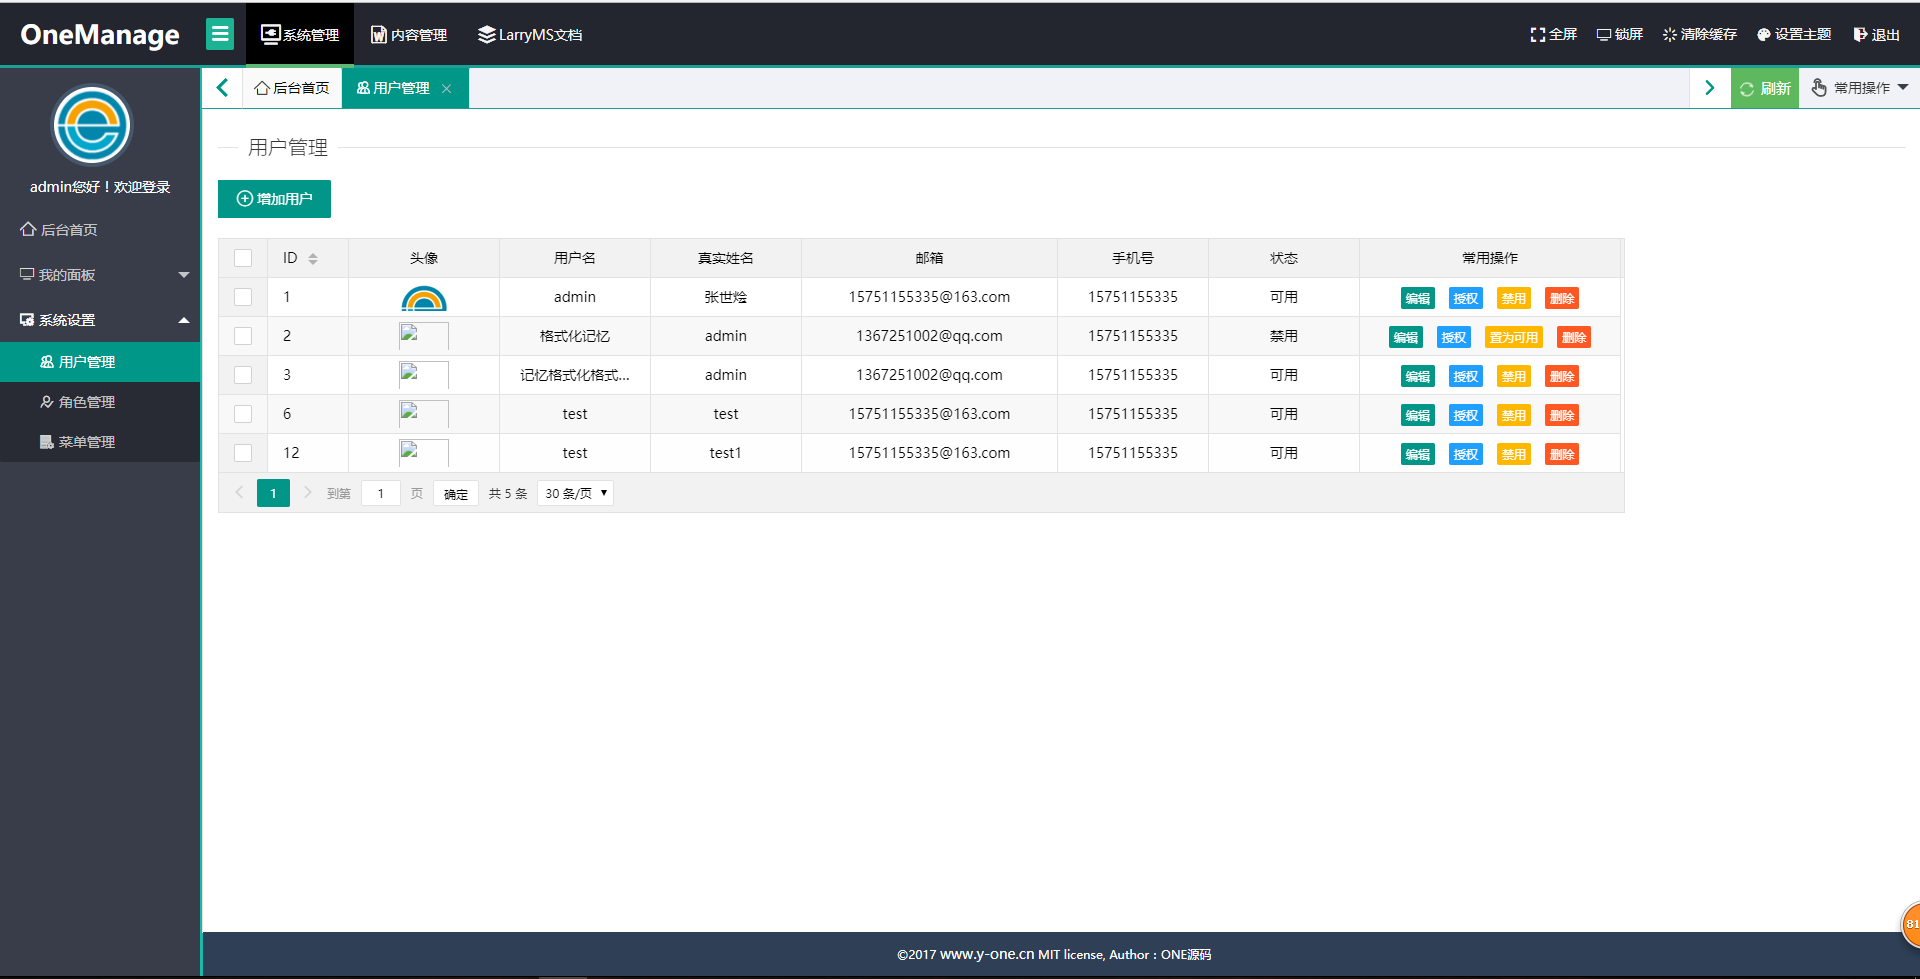 OneManage 系统管理 内容管理 LarryMS文档 全屏 锁屏 清除缓存 设置主题 退出
后台首页 用户管理 刷新 常用操作
admin您好！欢迎登录
后台首页
我的面板
系统设置
用户管理
角色管理
菜单管理
用户管理
增加用户
ID 头像 用户名 真实姓名 邮箱 手机号 状态 常用操作
1 admin 张世烩 15751155335@163.com 15751155335 可用 编辑 授权 禁用 删除
2 格式化记忆 admin 1367251002@qq.com 15751155335 禁用 编辑 授权 置为可用 删除
3 记忆格式化格式... admin 1367251002@qq.com 15751155335 可用 编辑 授权 禁用 删除
6 test test 15751155335@163.com 15751155335 可用 编辑 授权 禁用 删除
12 test test1 15751155335@163.com 15751155335 可用 编辑 授权 禁用 删除
1 到第 1 页 确定 共 5 条 30 条/页
81
©2017 www.y-one.cn MIT license, Author：ONE源码